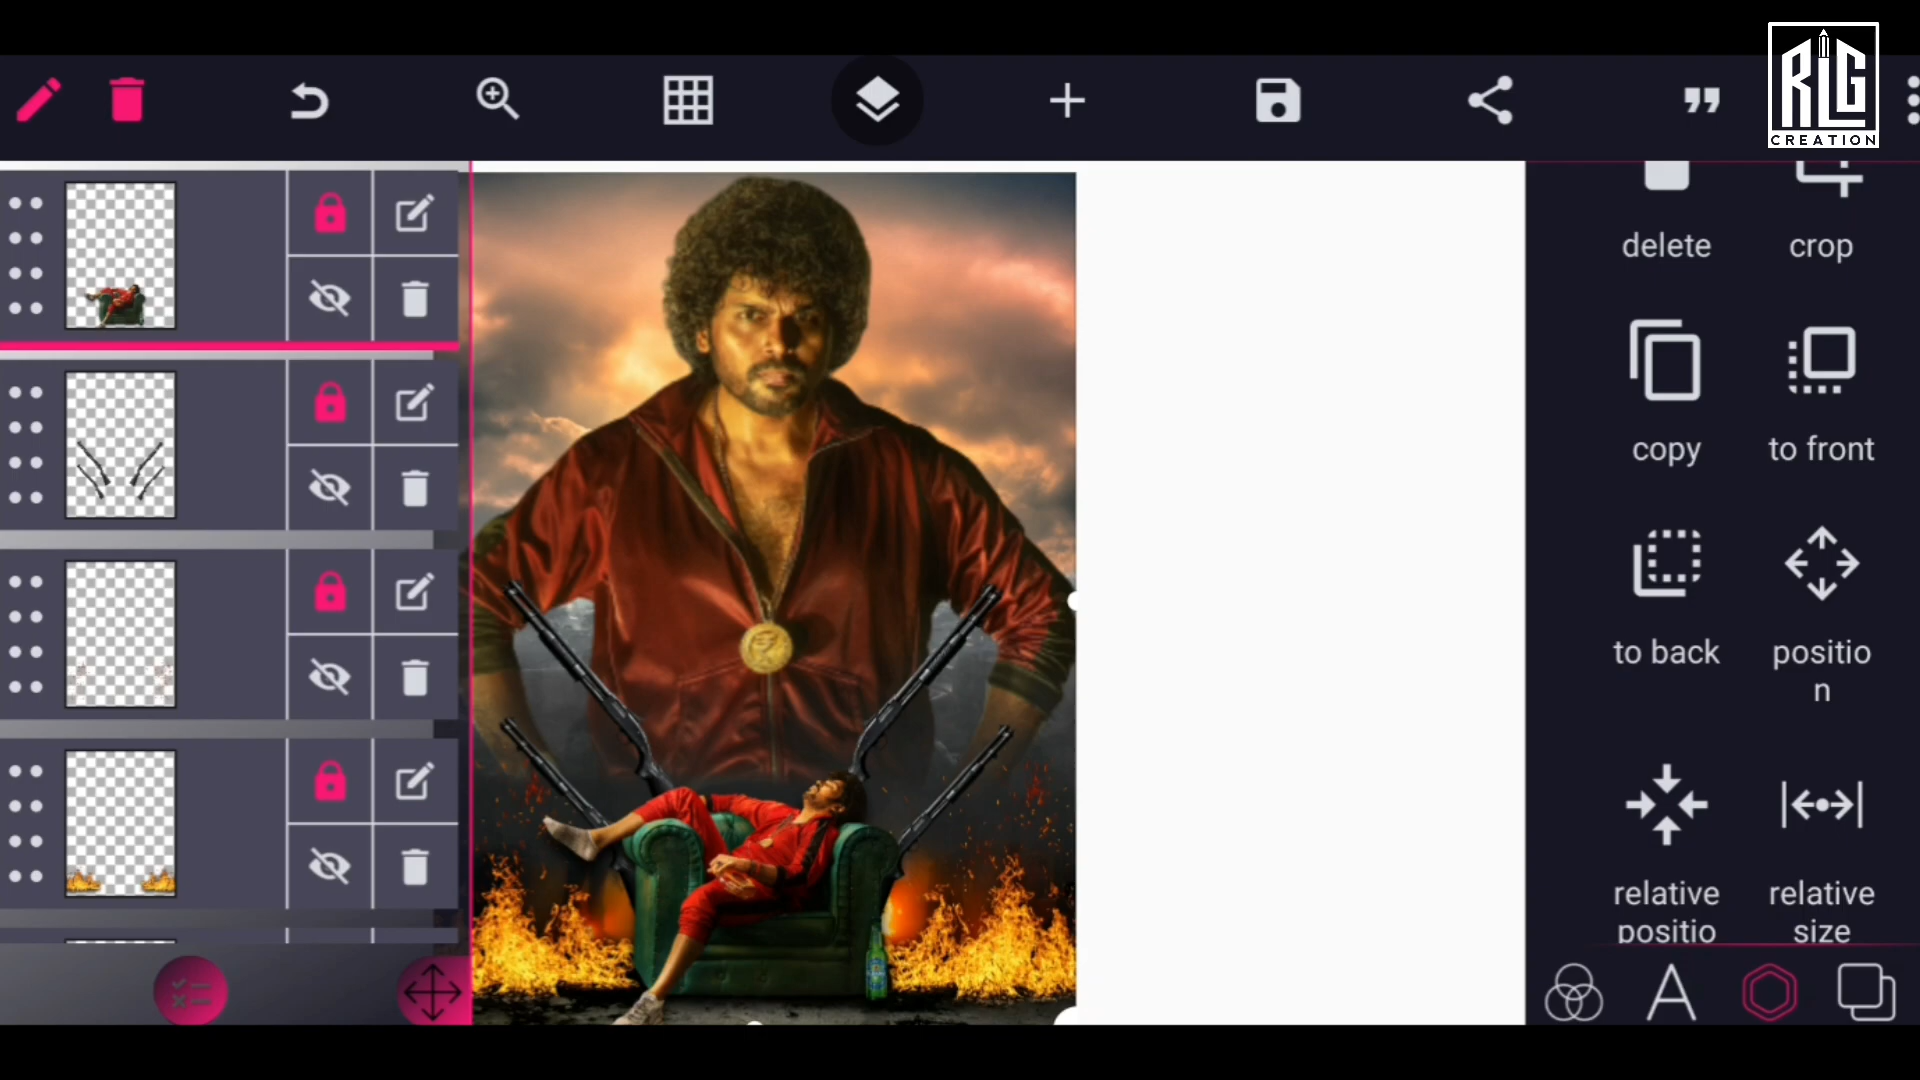 RLG
CREATION
delete
crop
copy
to front
to back
positio
n
relative
positio
relative
size